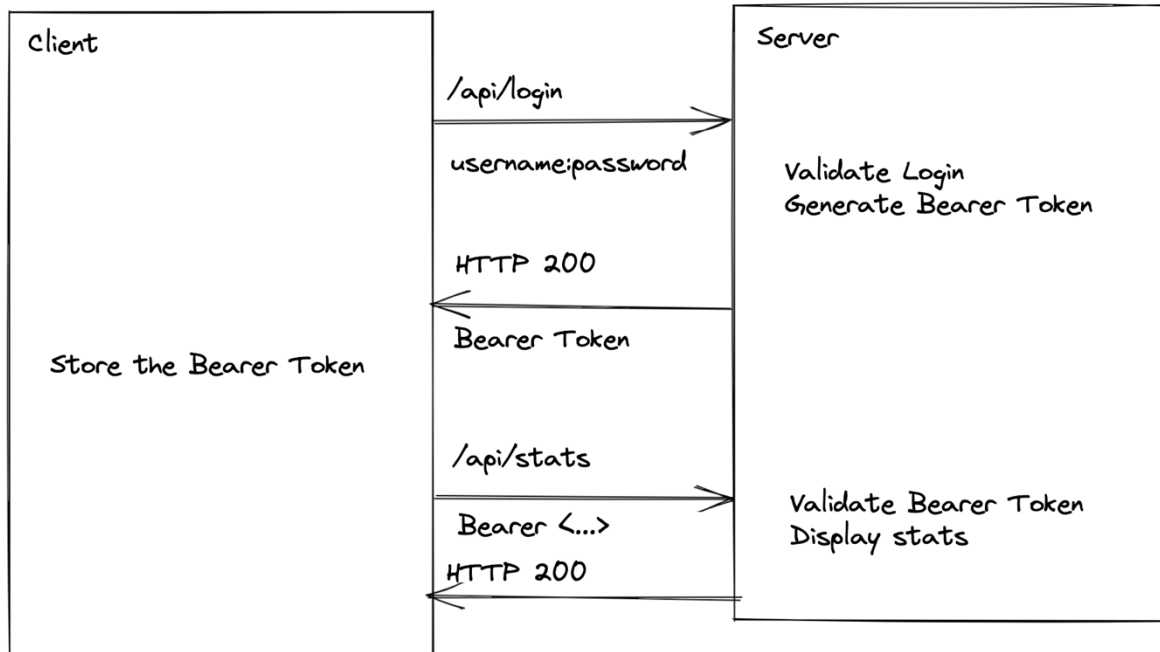 Client
Server
/api/login
username:password
Validate Login
Generate Bearer Token
HTTP 200
Bearer Token
Store the Bearer Token
/api/stats
Bearer <...>
Validate Bearer Token
Display stats
HTTP 200